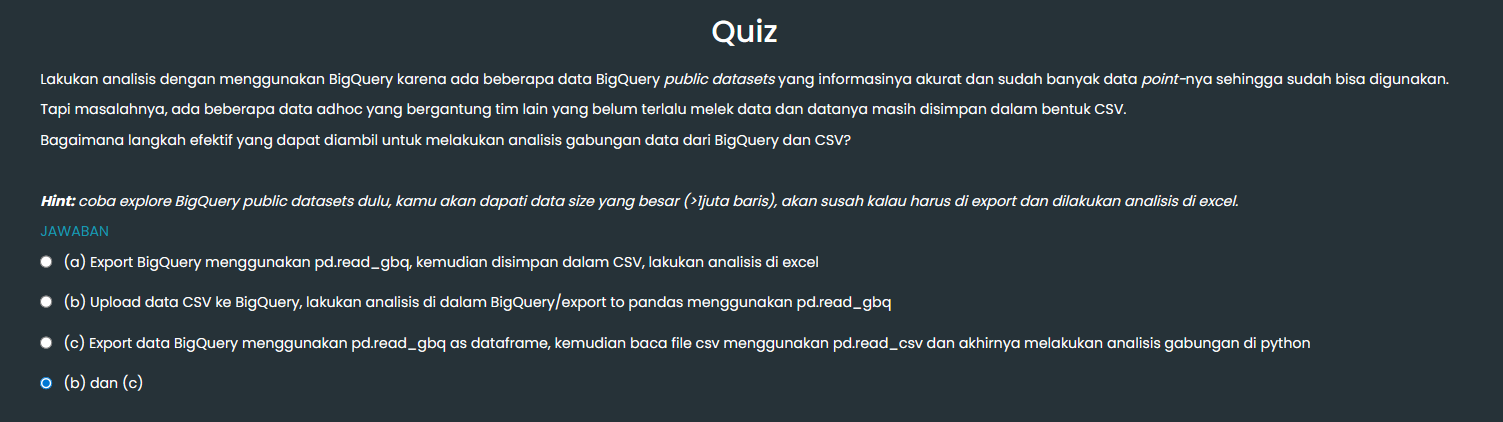 Quiz
Lakukan analisis dengan menggunakan BigQuery karena ada beberapa data BigQuery public datasets yang informasinya akurat dan sudah banyak data point-nya sehingga sudah bisa digunakan.
Tapi masalahnya, ada beberapa data adhoc yang bergantung tim lain yang belum terlalu melek data dan datanya masih disimpan dalam bentuk CSV.
Bagaimana langkah efektif yang dapat diambil untuk melakukan analisis gabungan data dari BigQuery dan CSV?
Hint: coba explore BigQuery public datasets dulu, kamu akan dapati data size yang besar (>1juta baris), akan susah kalau harus di export dan dilakukan analisis di excel.
JAWABAN
(a) Export BigQuery menggunakan pd.read_gbq, kemudian disimpan dalam CSV, lakukan analisis di excel
(b) Upload data CSV ke BigQuery, lakukan analisis di dalam BigQuery/export to pandas menggunakan pd.read_gbq
(c) Export data BigQuery menggunakan pd.read_gbq as dataframe, kemudian baca file csv menggunakan pd.read_csv dan akhirnya melakukan analisis gabungan di python
(b) dan (c)